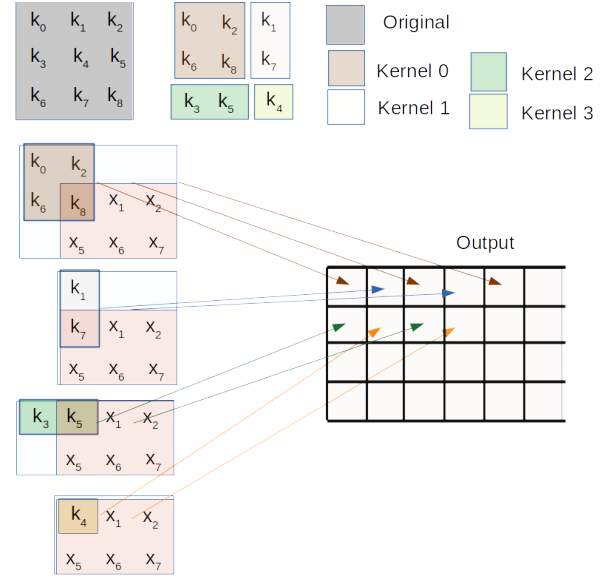 k0 k1 k2
k3 k4 k5
k6 k7 k8
k0 k2
k6 k8
k1
k7
k3 k5
k4
Original
Kernel 0
Kernel 1
Kernel 2
Kernel 3
k0 k2
k6 k8 x1 x2
x5 x6 x7
k1
k7 x1 x2
x5 x6 x7
k3 k5 x1 x2
x5 x6 x7
k4 x1 x2
x5 x6 x7
Output